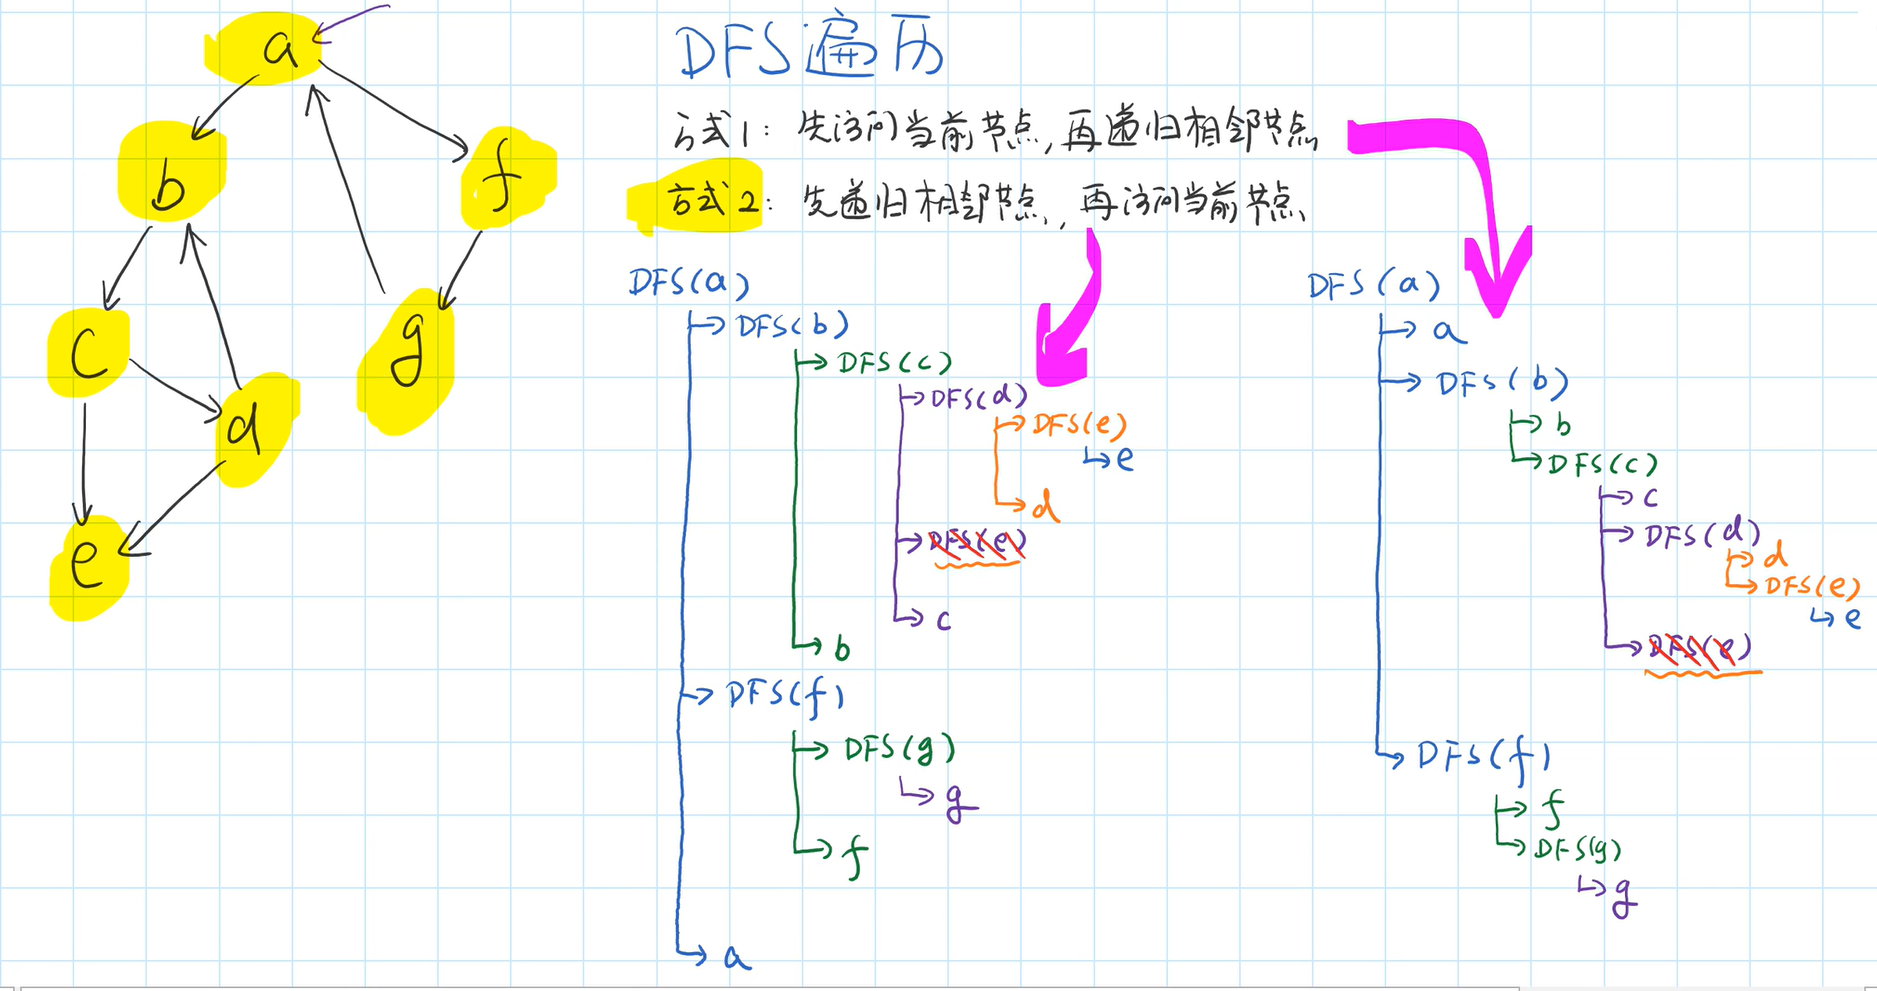 a
b
f
c
g
d
e
DFS遍历
方式1: 先访问当前节点,再递归相邻节点
方式2: 先递归相邻节点,再访问当前节点
DFS(a)
DFS(b)
DFS(c)
DFS(d)
DFS(e)
e
d
DFS(e)
c
b
DFS(f)
DFS(g)
g
f
a
DFS(a)
a
DFS(b)
b
DFS(c)
c
DFS(d)
d
DFS(e)
e
DFS(e)
DFS(f)
f
DFS(g)
g